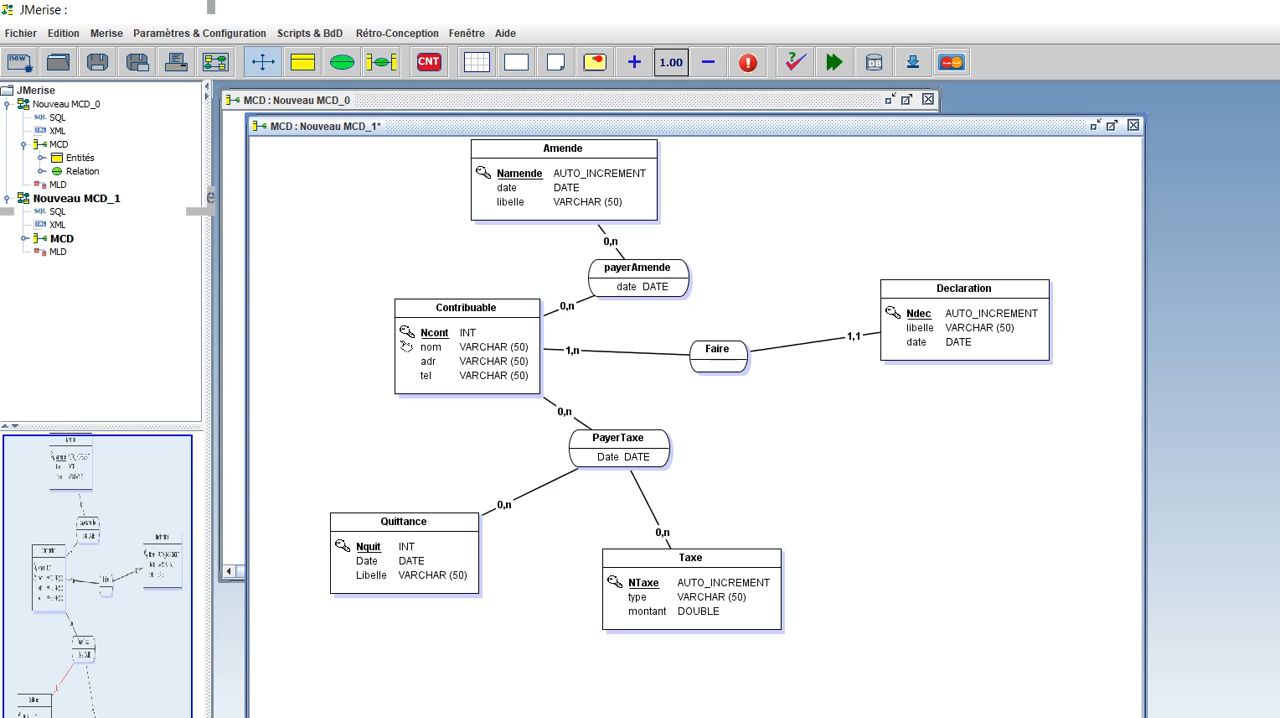 JMerise :
Fichier Edition Merise Paramètres & Configuration Scripts & BdD Rétro-Conception Fenêtre Aide
new CNT 1.00
JMerise
Nouveau MCD_0
SQL
XML
MCD
Entités
Relation
MLD
Nouveau MCD_1
SQL
XML
MCD
MLD
MCD : Nouveau MCD_0
MCD : Nouveau MCD_1*
Amende
Namende AUTO_INCREMENT
date DATE
libelle VARCHAR (50)
0,n
payerAmende
date DATE
0,n
Contribuable
Ncont INT
nom VARCHAR (50)
adr VARCHAR (50)
tel VARCHAR (50)
1,n
Faire
1,1
Declaration
Ndec AUTO_INCREMENT
libelle VARCHAR (50)
date DATE
0,n
PayerTaxe
Date DATE
0,n
0,n
Quittance
Nquit INT
Date DATE
Libelle VARCHAR (50)
Taxe
NTaxe AUTO_INCREMENT
type VARCHAR (50)
montant DOUBLE